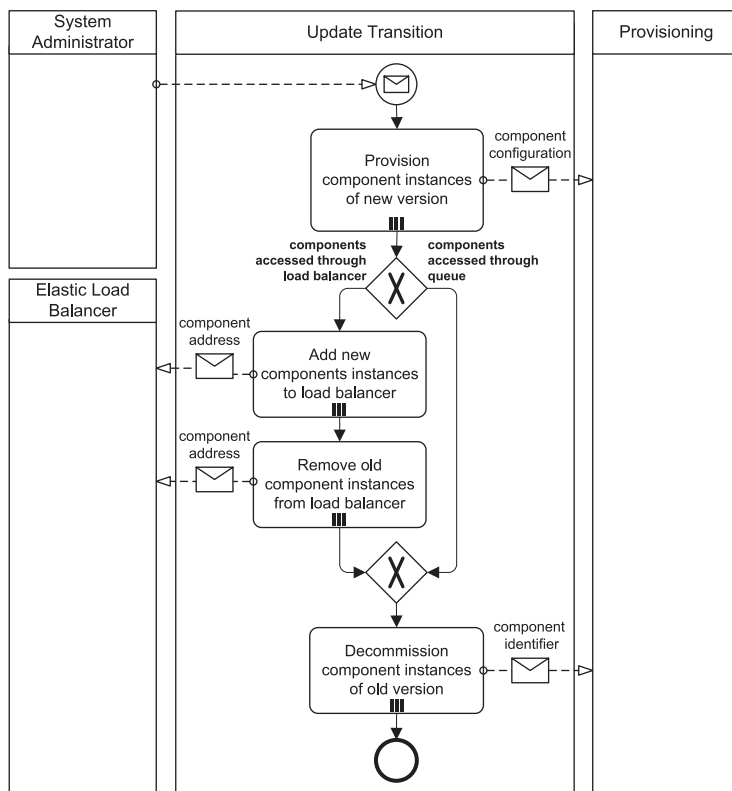 System
Administrator
Update Transition
Provisioning
Provision
component instances
of new version
component
configuration
components
accessed through
load balancer
components
accessed through
queue
Elastic Load
Balancer
component
address
Add new
components instances
to load balancer
component
address
Remove old
component instances
from load balancer
Decommission
component instances
of old version
component
identifier